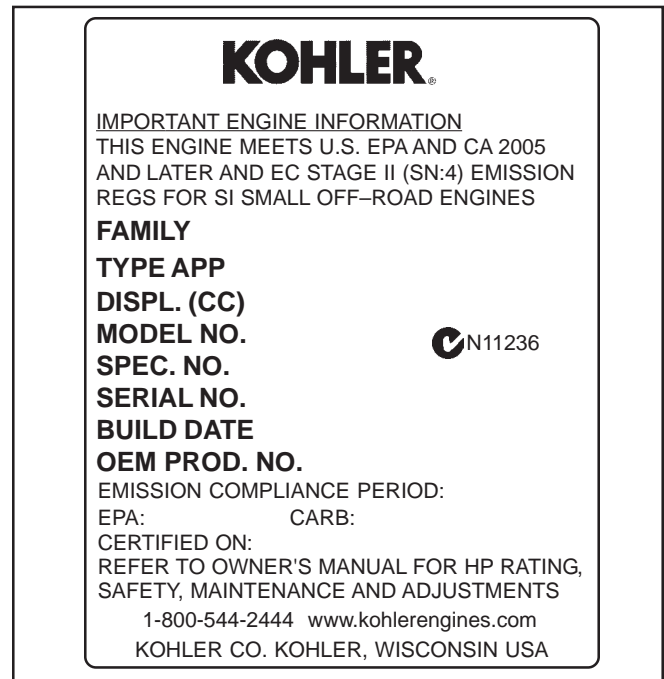 KOHLER®
IMPORTANT ENGINE INFORMATION
THIS ENGINE MEETS U.S. EPA AND CA 2005
AND LATER AND EC STAGE II (SN:4) EMISSION
REGS FOR SI SMALL OFF–ROAD ENGINES
FAMILY
TYPE APP
DISPL. (CC)
MODEL NO.
N11236
SPEC. NO.
SERIAL NO.
BUILD DATE
OEM PROD. NO.
EMISSION COMPLIANCE PERIOD:
EPA: CARB:
CERTIFIED ON:
REFER TO OWNER'S MANUAL FOR HP RATING,
SAFETY, MAINTENANCE AND ADJUSTMENTS
1-800-544-2444 www.kohlerengines.com
KOHLER CO. KOHLER, WISCONSIN USA